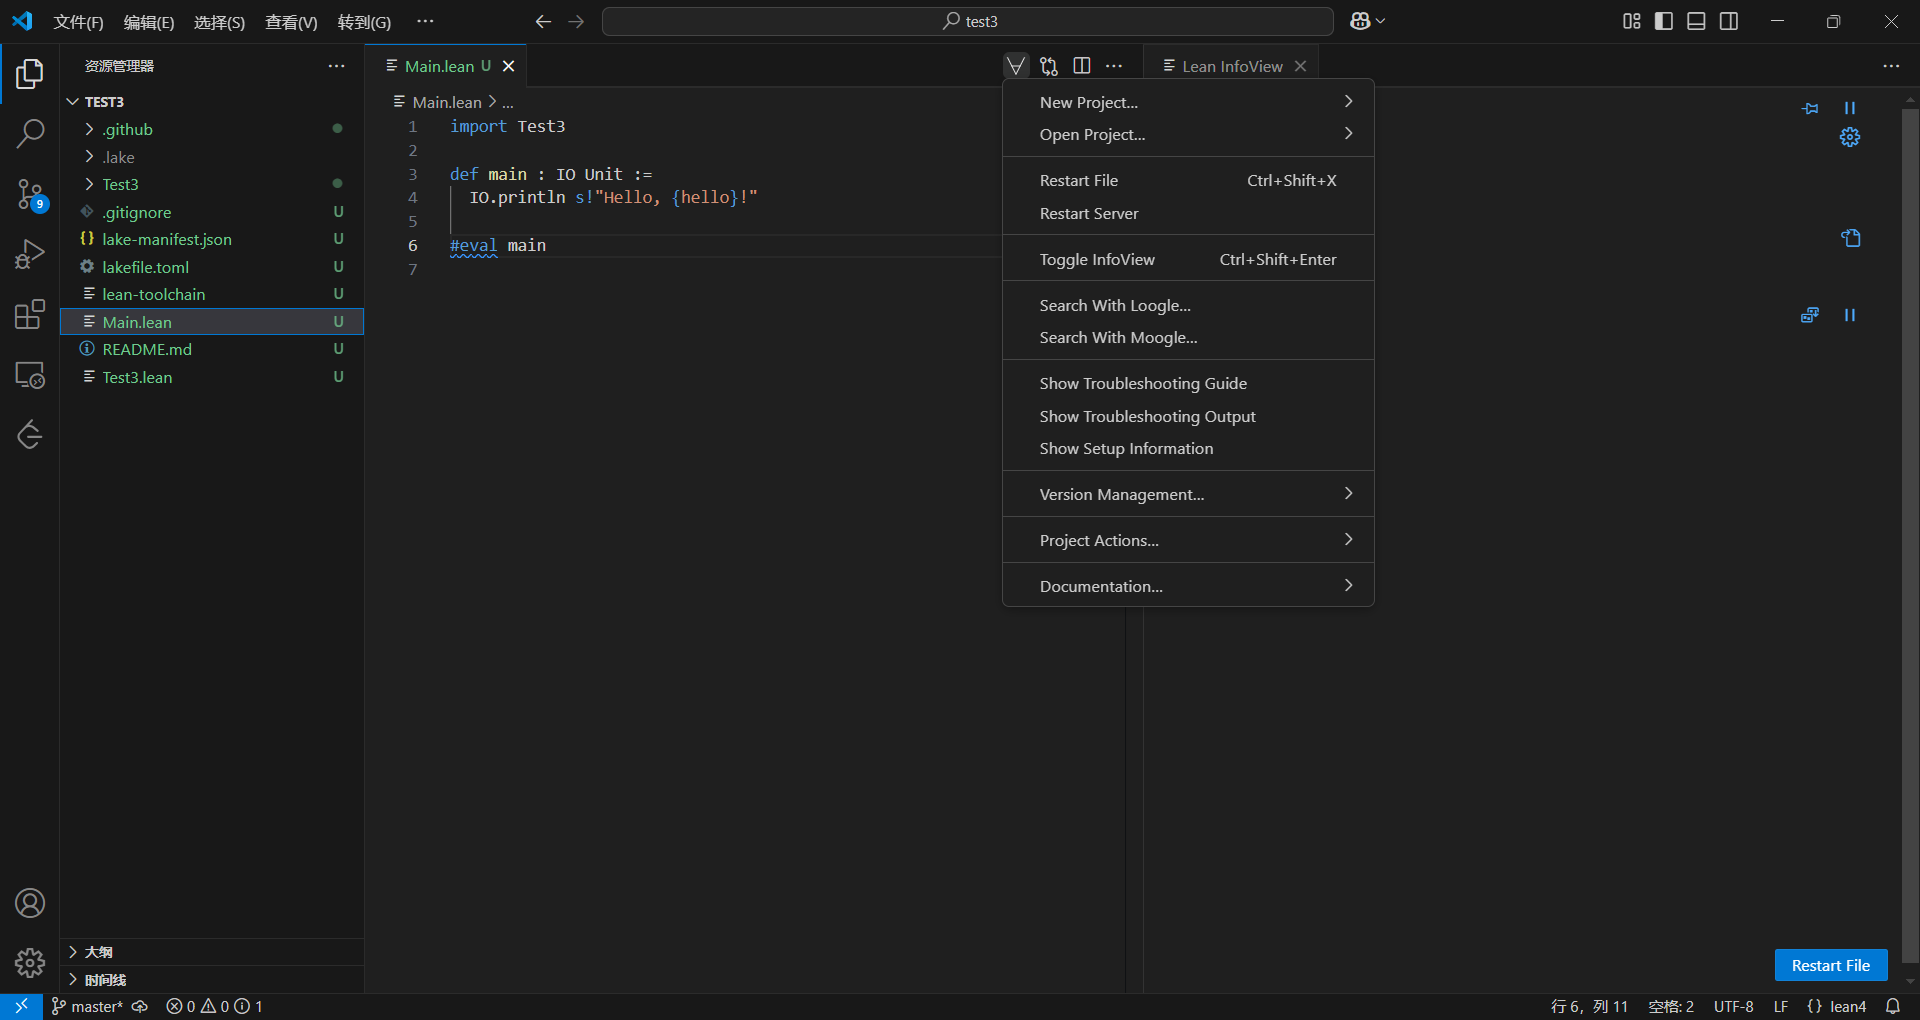 文件(F) 编辑(E) 选择(S) 查看(V) 转到(G) ··· test3
资源管理器 ···
TEST3
.github
.lake
Test3
.gitignore U
lake-manifest.json U
lakefile.toml U
lean-toolchain U
Main.lean U
README.md U
Test3.lean U
大纲
时间线
Main.lean U
Main.lean > ...
1 import Test3
2
3 def main : IO Unit :=
4 IO.println s!"Hello, {hello}!"
5
6 #eval main
7
New Project...
Open Project...
Restart File Ctrl+Shift+X
Restart Server
Toggle InfoView Ctrl+Shift+Enter
Search With Loogle...
Search With Moogle...
Show Troubleshooting Guide
Show Troubleshooting Output
Show Setup Information
Version Management...
Project Actions...
Documentation...
Lean InfoView
Restart File
9
master* 0 0 1 行 6，列 11 空格: 2 UTF-8 LF {} lean4